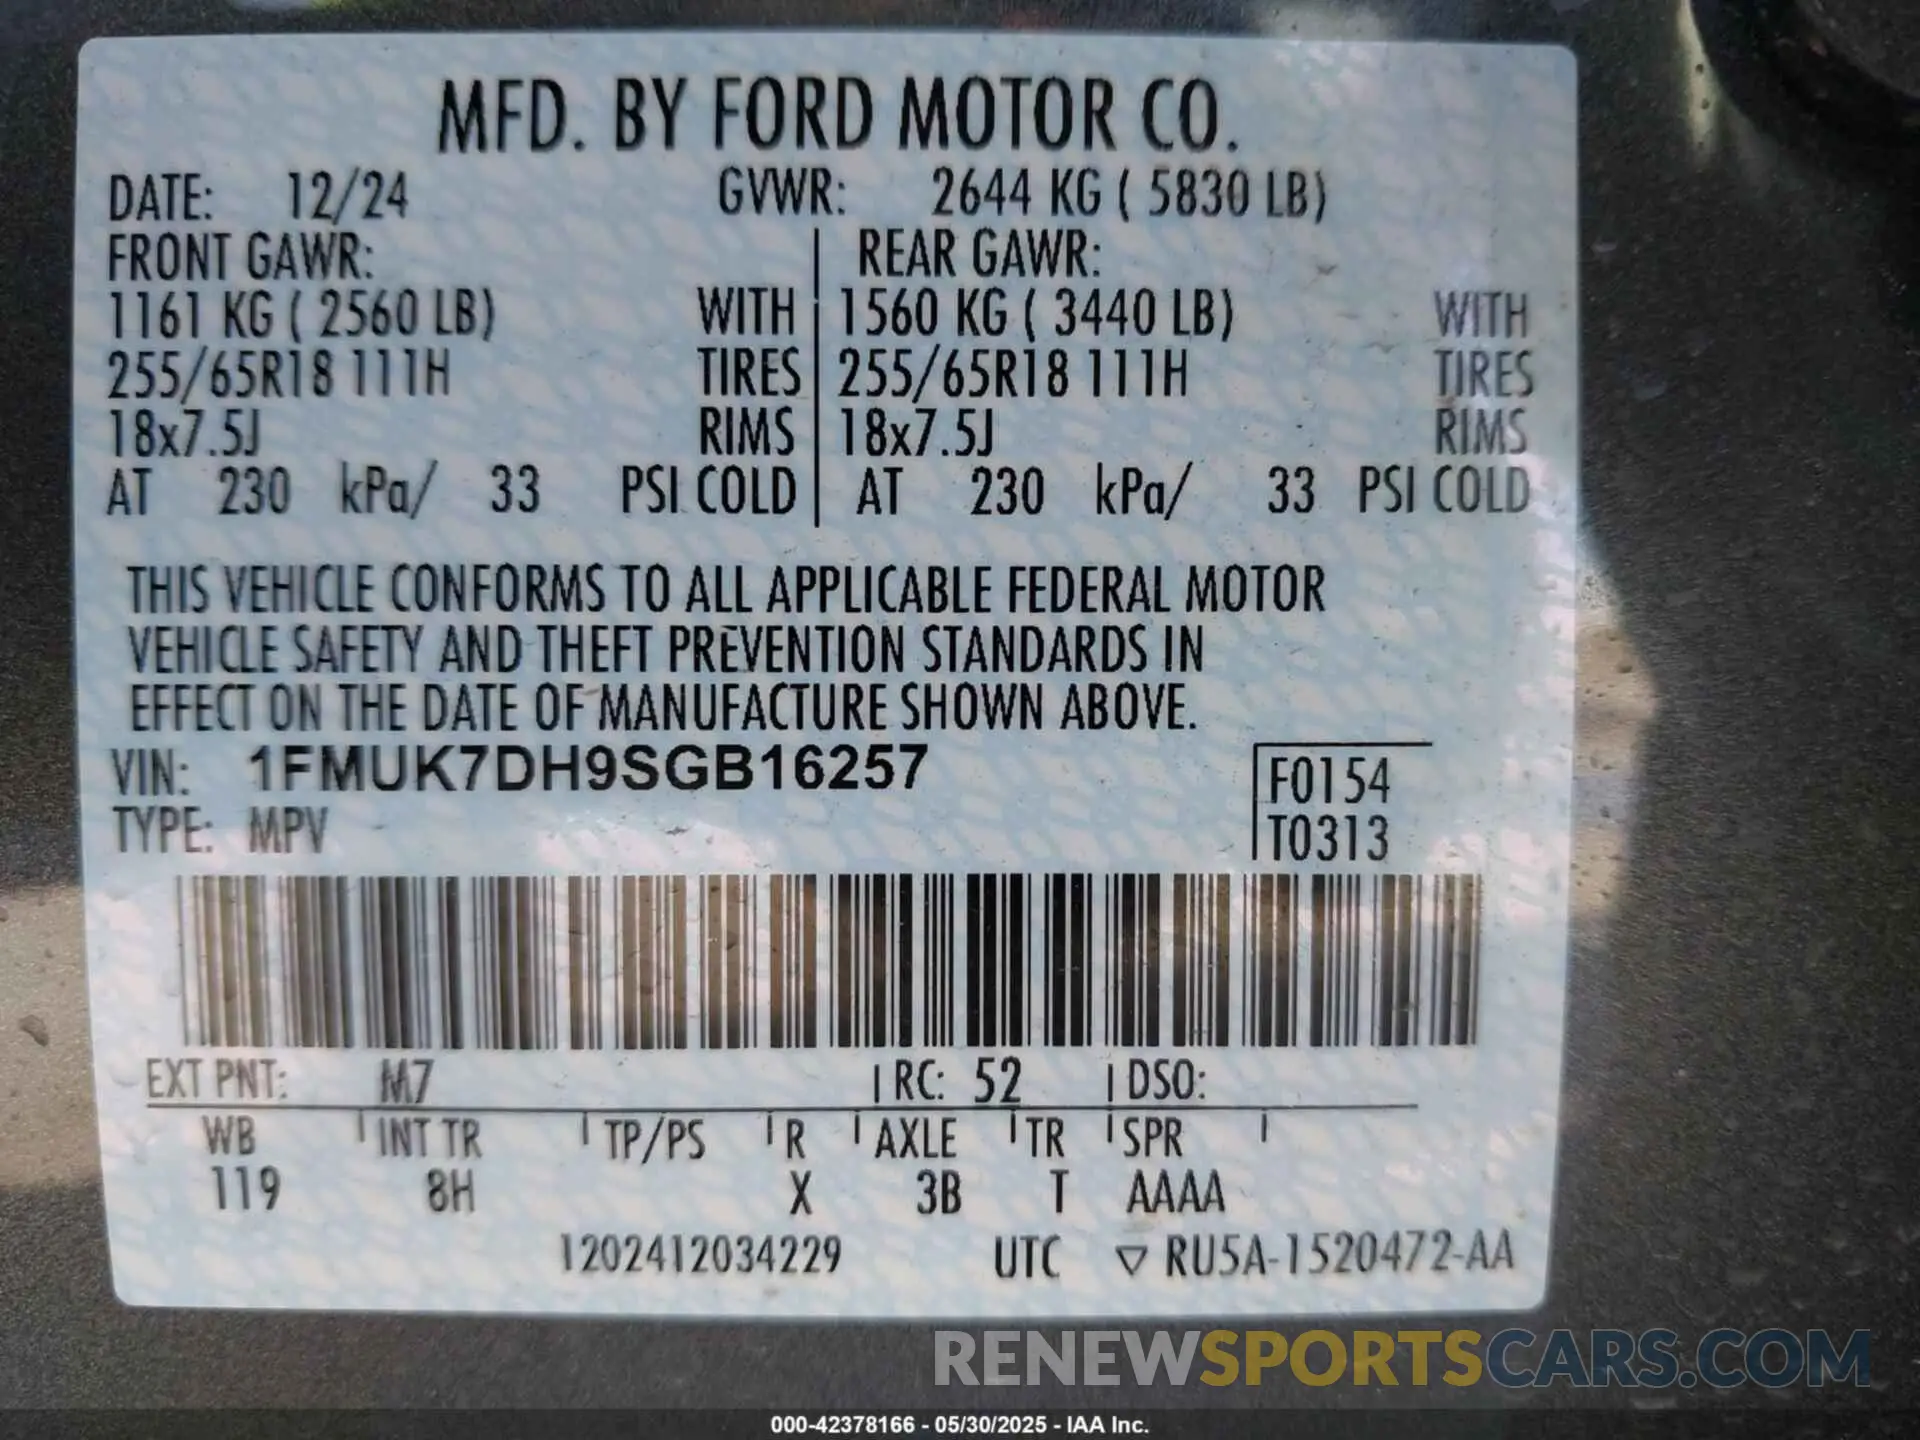 MFD. BY FORD MOTOR CO.
DATE: 12/24 GVWR: 2644 KG ( 5830 LB)
FRONT GAWR: REAR GAWR:
1161 KG ( 2560 LB) WITH 1560 KG ( 3440 LB) WITH
255/65R18 111H TIRES 255/65R18 111H TIRES
18x7.5J RIMS 18x7.5J RIMS
AT 230 kPa/ 33 PSI COLD AT 230 kPa/ 33 PSI COLD
THIS VEHICLE CONFORMS TO ALL APPLICABLE FEDERAL MOTOR
VEHICLE SAFETY AND THEFT PREVENTION STANDARDS IN
EFFECT ON THE DATE OF MANUFACTURE SHOWN ABOVE.
VIN: 1FMUK7DH9SGB16257 F0154
TYPE: MPV T0313
EXT PNT: M7 RC: 52 DSO:
WB INT TR TP/PS R AXLE TR SPR
119 8H X 3B T AAAA
1202412034229 UTC ▽ RU5A-1520472-AA
RENEWSPORTSCARS.COM
000-42378166 - 05/30/2025 - IAA Inc.